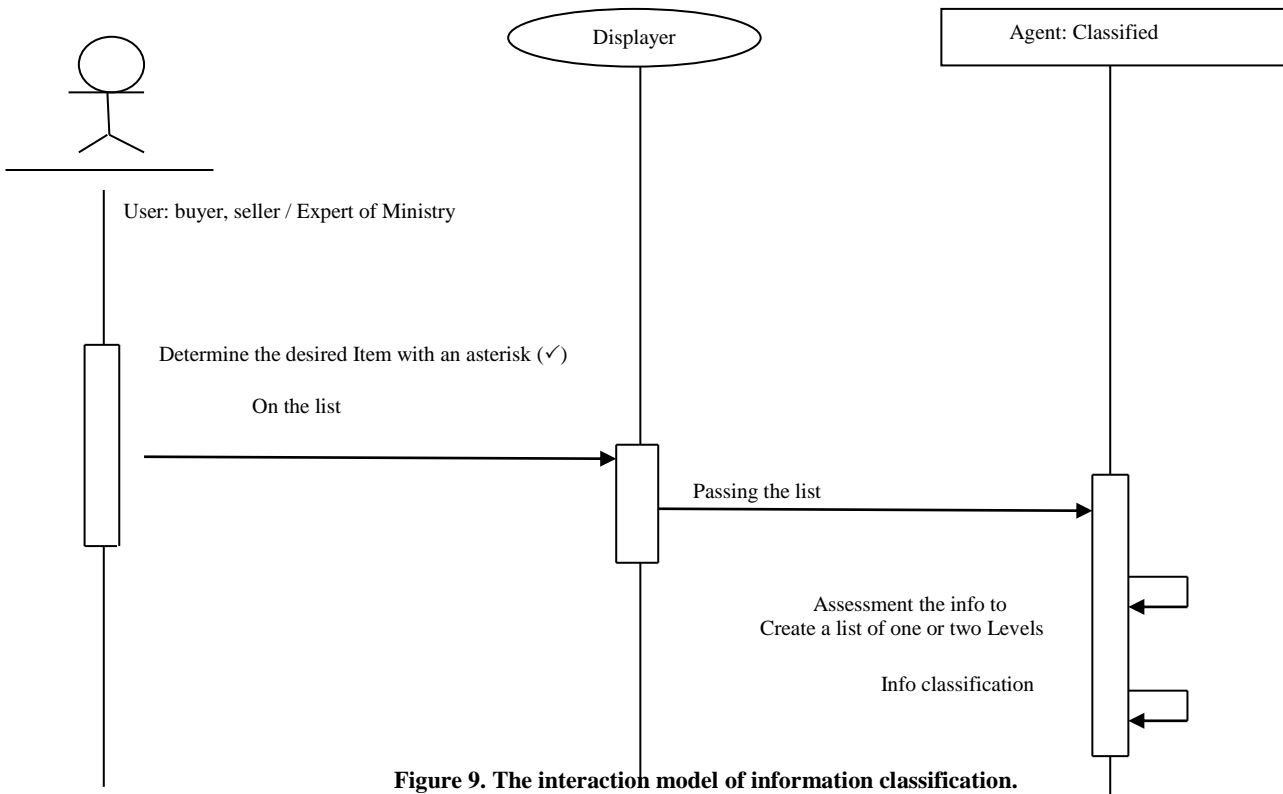 Displayer
Agent: Classified
User: buyer, seller / Expert of Ministry
Determine the desired Item with an asterisk (✓)
On the list
Passing the list
Assessment the info to
Create a list of one or two Levels
Info classification
Figure 9. The interaction model of information classification.